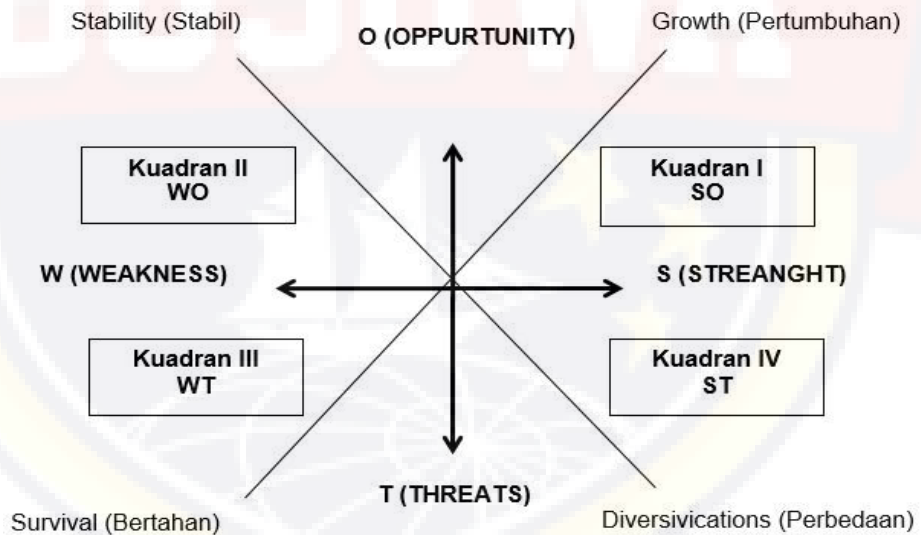 Stability (Stabil)
O (OPPURTUNITY)
Growth (Pertumbuhan)
Kuadran II
WO
Kuadran I
SO
W (WEAKNESS)
S (STREANGHT)
Kuadran III
WT
Kuadran IV
ST
T (THREATS)
Survival (Bertahan)
Diversivications (Perbedaan)